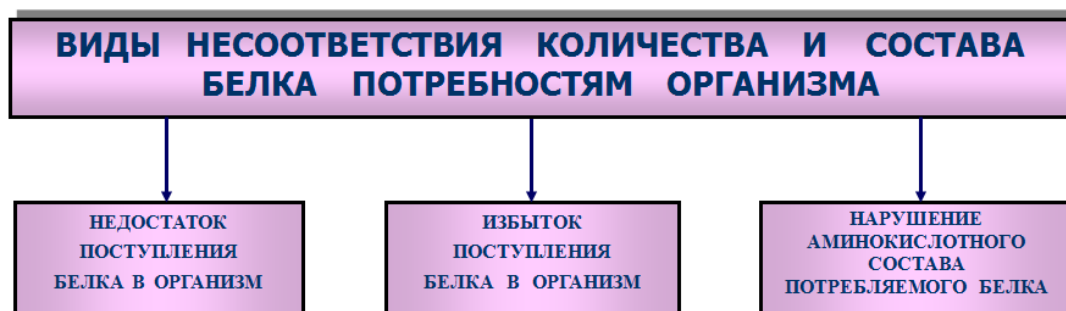 ВИДЫ НЕСООТВЕТСТВИЯ КОЛИЧЕСТВА И СОСТАВА
БЕЛКА ПОТРЕБНОСТЯМ ОРГАНИЗМА
НЕДОСТАТОК
ПОСТУПЛЕНИЯ
БЕЛКА В ОРГАНИЗМ
ИЗБЫТОК
ПОСТУПЛЕНИЯ
БЕЛКА В ОРГАНИЗМ
НАРУШЕНИЕ
АМИНОКИСЛОТНОГО
СОСТАВА
ПОТРЕБЛЯЕМОГО БЕЛКА